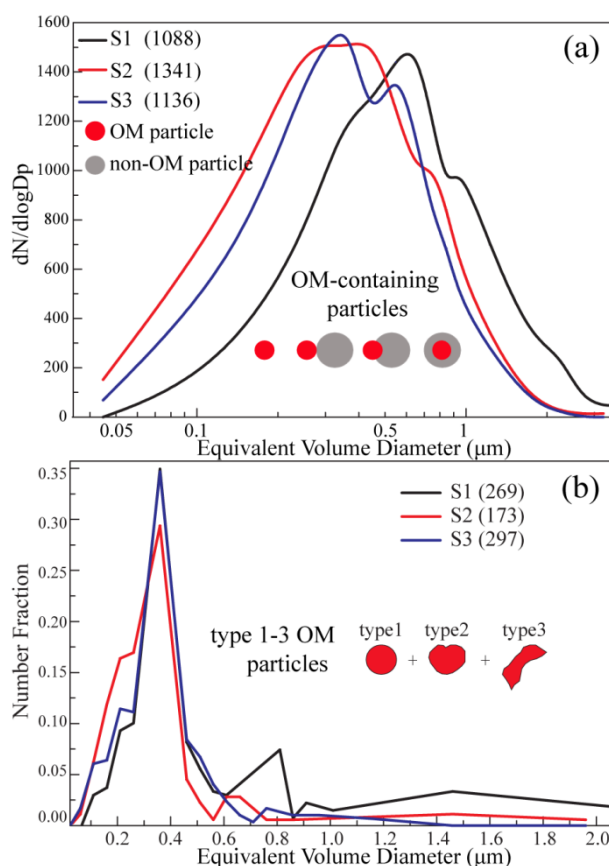 (a)
S1 (1088)
S2 (1341)
S3 (1136)
OM particle
non-OM particle
OM-containing
particles
dN/dlogDp
1600
1400
1200
1000
800
600
400
200
0
0.05 0.1 0.5 1
Equivalent Volume Diameter (μm)
(b)
S1 (269)
S2 (173)
S3 (297)
type 1-3 OM
particles
type1 type2 type3
+ +
Number Fraction
0.35
0.30
0.25
0.20
0.15
0.10
0.05
0.00
0.2 0.4 0.6 0.8 1.0 1.2 1.4 1.6 1.8 2.0
Equivalent Volume Diameter (μm)